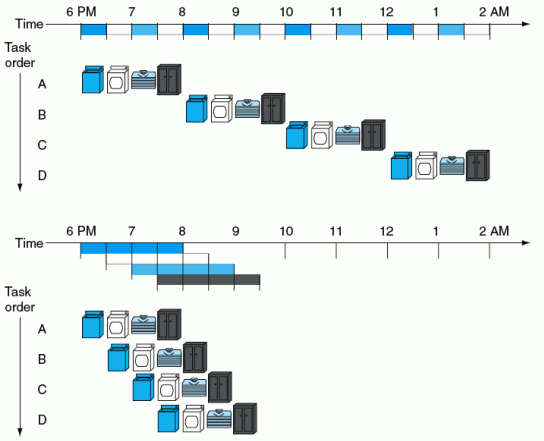 6 PM 7 8 9 10 11 12 1 2 AM
Time
Task
order
A
B
C
D
6 PM 7 8 9 10 11 12 1 2 AM
Time
Task
order
A
B
C
D